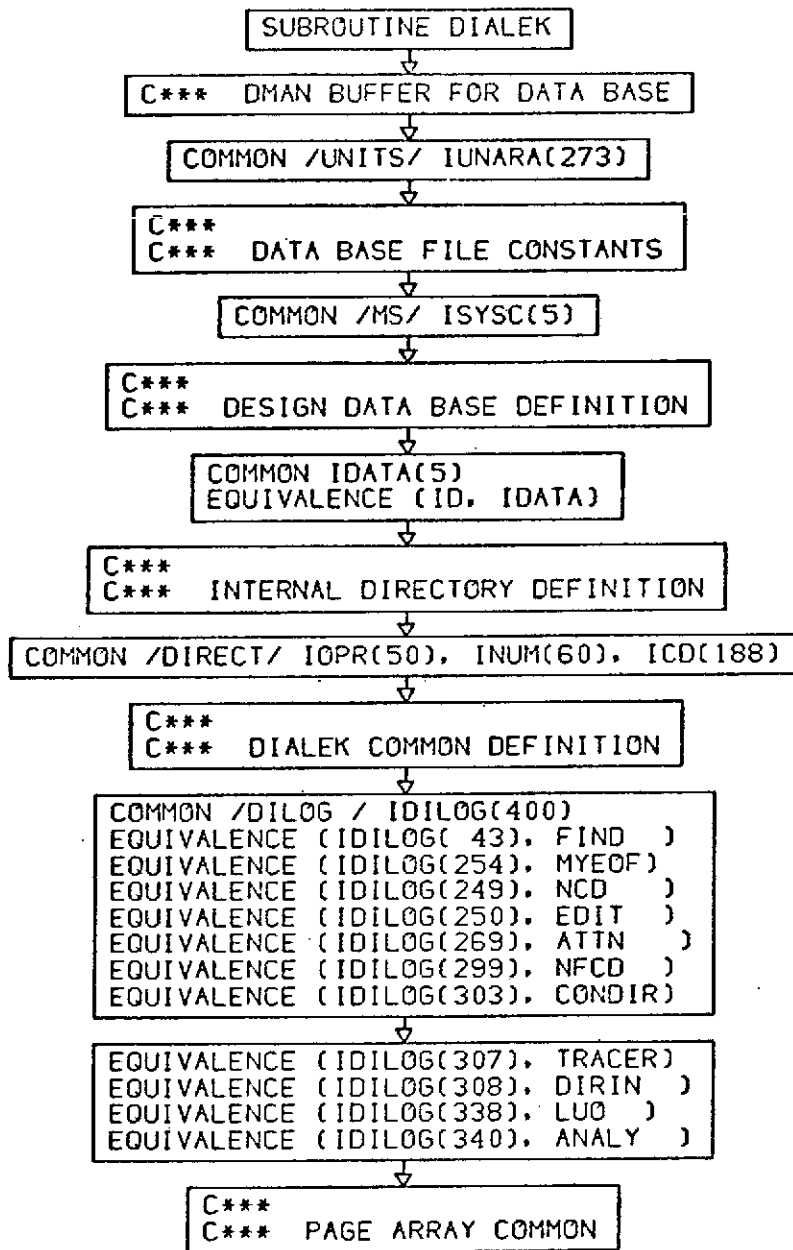 SUBROUTINE DIALEK
C*** DMAN BUFFER FOR DATA BASE
COMMON /UNITS/ IUNARA(273)
C***
C*** DATA BASE FILE CONSTANTS
COMMON /MS/ ISYSC(5)
C***
C*** DESIGN DATA BASE DEFINITION
COMMON IDATA(5)
EQUIVALENCE (ID, IDATA)
C***
C*** INTERNAL DIRECTORY DEFINITION
COMMON /DIRECT/ IOPR(50), INUM(60), ICD(188)
C***
C*** DIALEK COMMON DEFINITION
COMMON /DILOG / IDILOG(400)
EQUIVALENCE (IDILOG( 43), FIND )
EQUIVALENCE (IDILOG(254), MYEOF)
EQUIVALENCE (IDILOG(249), NCD )
EQUIVALENCE (IDILOG(250), EDIT )
EQUIVALENCE (IDILOG(269), ATTN )
EQUIVALENCE (IDILOG(299), NFCD )
EQUIVALENCE (IDILOG(303), CONDIR)
EQUIVALENCE (IDILOG(307), TRACER)
EQUIVALENCE (IDILOG(308), DIRIN )
EQUIVALENCE (IDILOG(338), LUO )
EQUIVALENCE (IDILOG(340), ANALY )
C***
C*** PAGE ARRAY COMMON